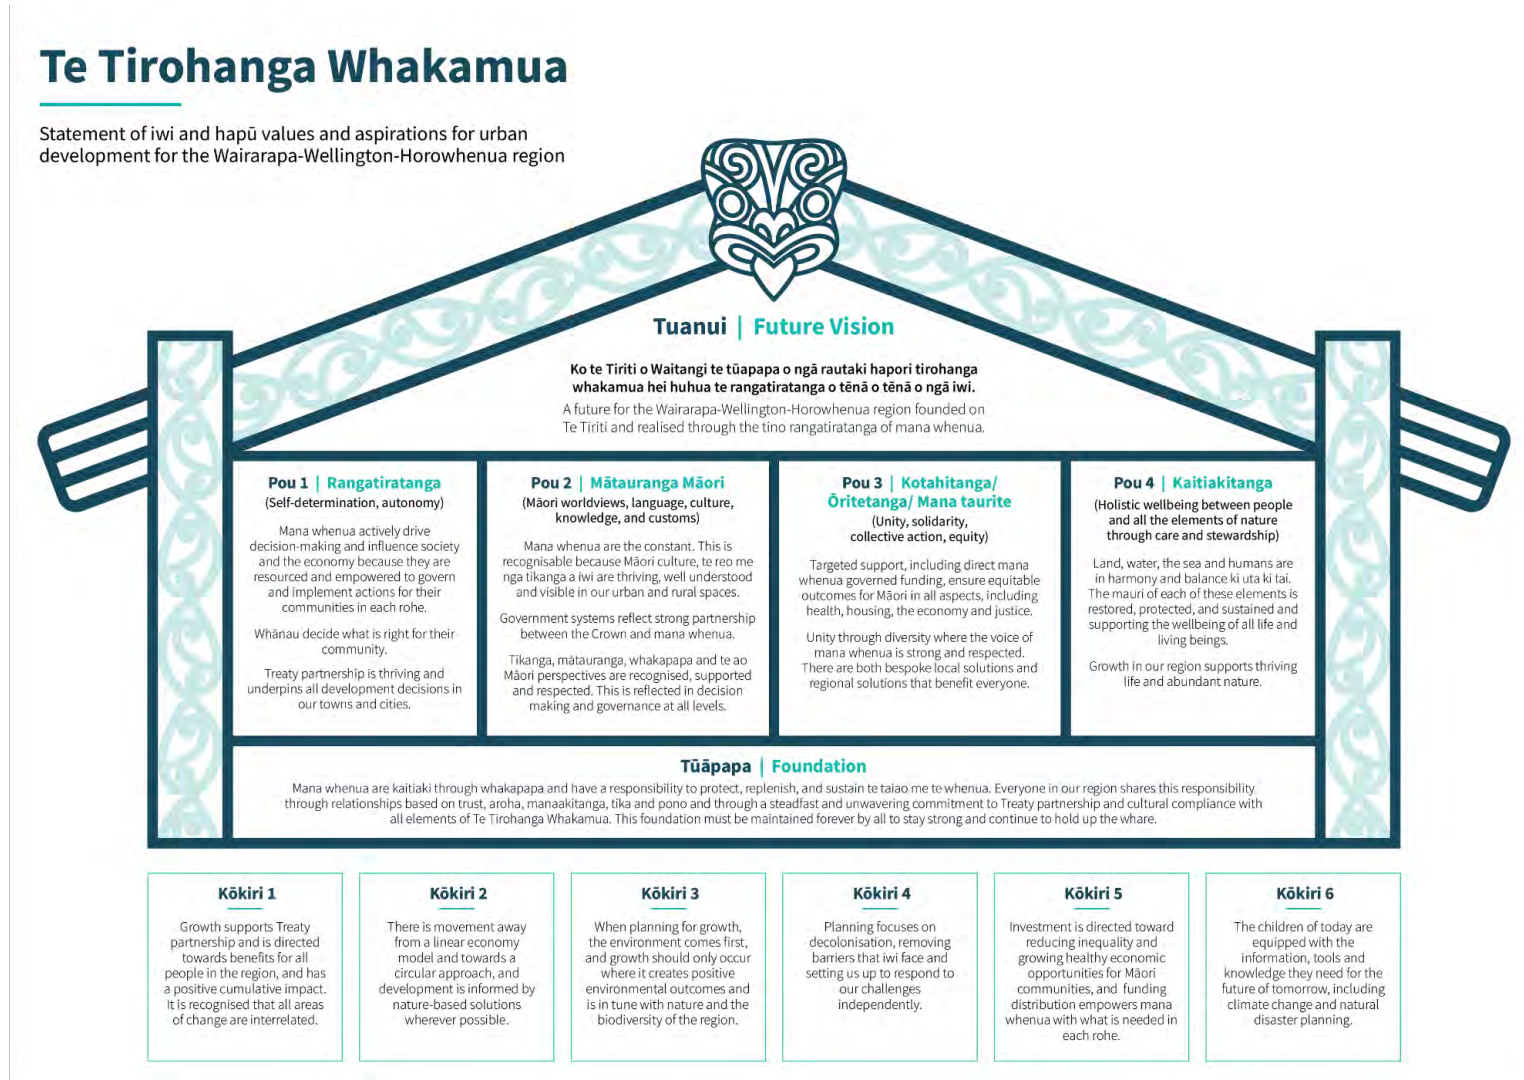 Te Tirohanga Whakamua
Statement of iwi and hapū values and aspirations for urban
development for the Wairarapa-Wellington-Horowhenua region
Tuanui | Future Vision
Ko te Tiriti o Waitangi te tūāpapa o ngā rautaki hapori tirohanga
whakamua hei huhua te rangatiratanga o tēnā o tēnā o ngā iwi.
A future for the Wairarapa-Wellington-Horowhenua region founded on
Te Tiriti and realised through the tino rangatiratanga of mana whenua.
Pou 1 | Rangatiratanga
(Self-determination, autonomy)
Mana whenua actively drive
decision-making and influence society
and the economy because they are
resourced and empowered to govern
and implement actions for their
communities in each rohe.
Whānau decide what is right for their
community.
Treaty partnership is thriving and
underpins all development decisions in
our towns and cities.
Pou 2 | Mātauranga Māori
(Māori worldviews, language, culture,
knowledge, and customs)
Mana whenua are the constant. This is
recognisable because Māori culture, te reo me
nga tikanga a iwi are thriving, well understood
and visible in our urban and rural spaces.
Government systems reflect strong partnership
between the Crown and mana whenua.
Tikanga, mātauranga, whakapapa and te ao
Māori perspectives are recognised, supported
and respected. This is reflected in decision
making and governance at all levels.
Pou 3 | Kotahitanga/
Ōritetanga/ Mana taurite
(Unity, solidarity,
collective action, equity)
Targeted support, including direct mana
whenua governed funding, ensure equitable
outcomes for Māori in all aspects, including
health, housing, the economy and justice.
Unity through diversity where the voice of
mana whenua is strong and respected.
There are both bespoke local solutions and
regional solutions that benefit everyone.
Pou 4 | Kaitiakitanga
(Holistic wellbeing between people
and all the elements of nature
through care and stewardship)
Land, water, the sea and humans are
in harmony and balance ki uta ki tai.
The mauri of each of these elements is
restored, protected, and sustained and
supporting the wellbeing of all life and
living beings.
Growth in our region supports thriving
life and abundant nature.
Tūāpapa | Foundation
Mana whenua are kaitiaki through whakapapa and have a responsibility to protect, replenish, and sustain te taiao me te whenua. Everyone in our region shares this responsibility
through relationships based on trust, aroha, manaakitanga, tika and pono and through a steadfast and unwavering commitment to Treaty partnership and cultural compliance with
all elements of Te Tirohanga Whakamua. This foundation must be maintained forever by all to stay strong and continue to hold up the whare.
Kōkiri 1
Growth supports Treaty
partnership and is directed
towards benefits for all
people in the region, and has
a positive cumulative impact.
It is recognised that all areas
of change are interrelated.
Kōkiri 2
There is movement away
from a linear economy
model and towards a
circular approach, and
development is informed by
nature-based solutions
wherever possible.
Kōkiri 3
When planning for growth,
the environment comes first,
and growth should only occur
where it creates positive
environmental outcomes and
is in tune with nature and the
biodiversity of the region.
Kōkiri 4
Planning focuses on
decolonisation, removing
barriers that iwi face and
setting us up to respond to
our challenges
independently.
Kōkiri 5
Investment is directed toward
reducing inequality and
growing healthy economic
opportunities for Māori
communities, and funding
distribution empowers mana
whenua with what is needed in
each rohe.
Kōkiri 6
The children of today are
equipped with the
information, tools and
knowledge they need for the
future of tomorrow, including
climate change and natural
disaster planning.